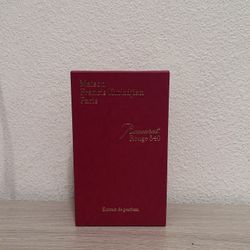 Maison
Francis Kurkdjian
Paris
Baccarat
Rouge 540
Extrait de parfum